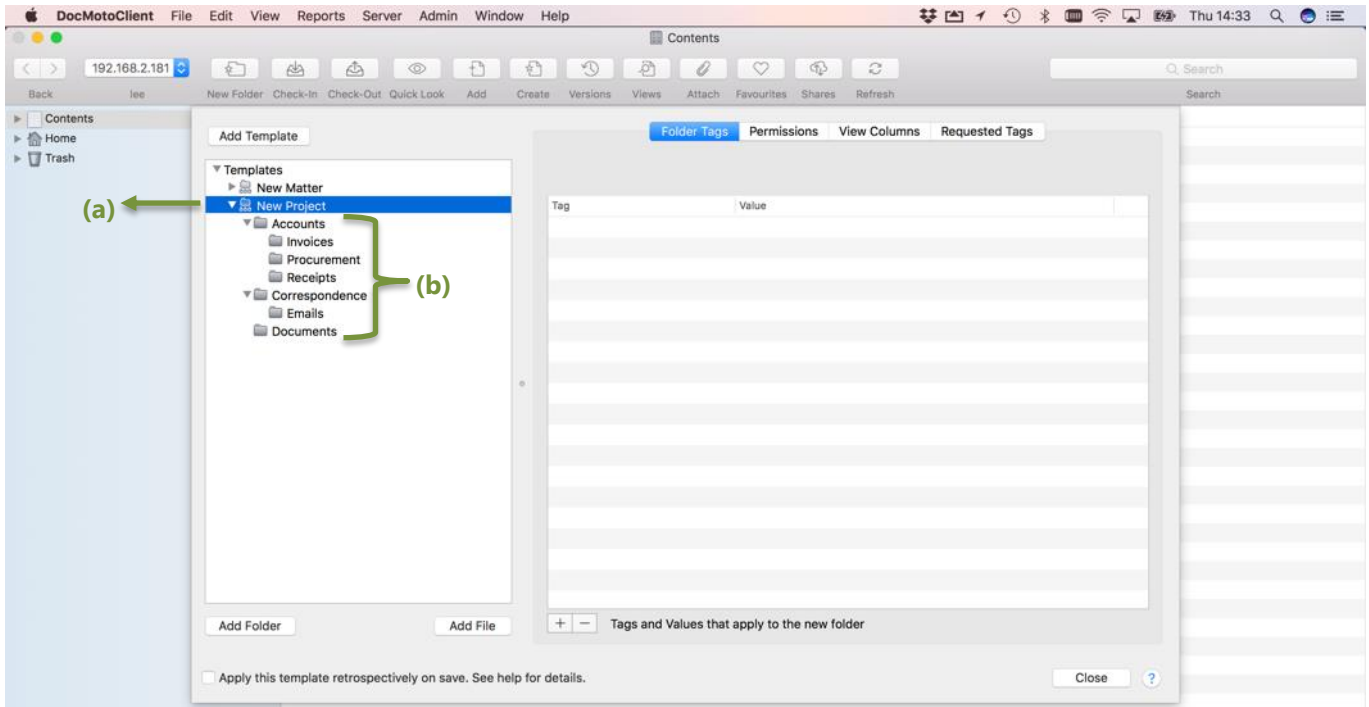 DocMotoClient File Edit View Reports Server Admin Window Help Thu 14:33
Contents
192.168.2.181 Search
Back lee New Folder Check-In Check-Out Quick Look Add Create Versions Views Attach Favourites Shares Refresh Search
Contents
Home
Trash
Add Template
Folder Tags Permissions View Columns Requested Tags
Templates
New Matter
(a) New Project
Tag Value
Accounts
Invoices
Procurement
Receipts
(b)
Correspondence
Emails
Documents
Add Folder Add File
+ − Tags and Values that apply to the new folder
Apply this template retrospectively on save. See help for details.
Close ?